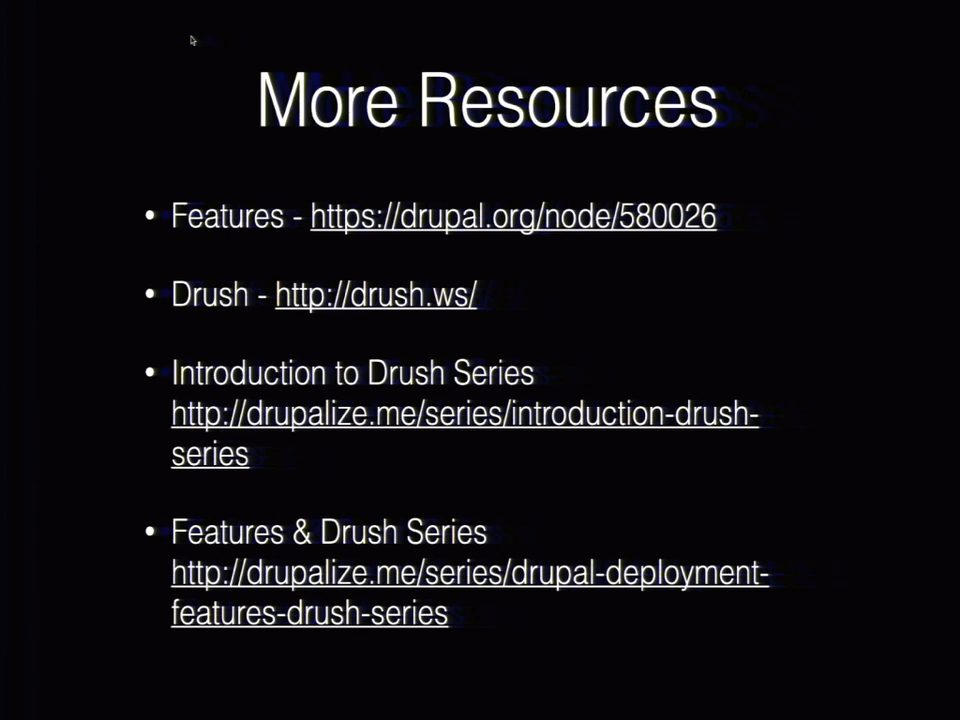 More Resources
• Features - https://drupal.org/node/580026
• Drush - http://drush.ws/
• Introduction to Drush Series
http://drupalize.me/series/introduction-drush-
series
• Features & Drush Series
http://drupalize.me/series/drupal-deployment-
features-drush-series